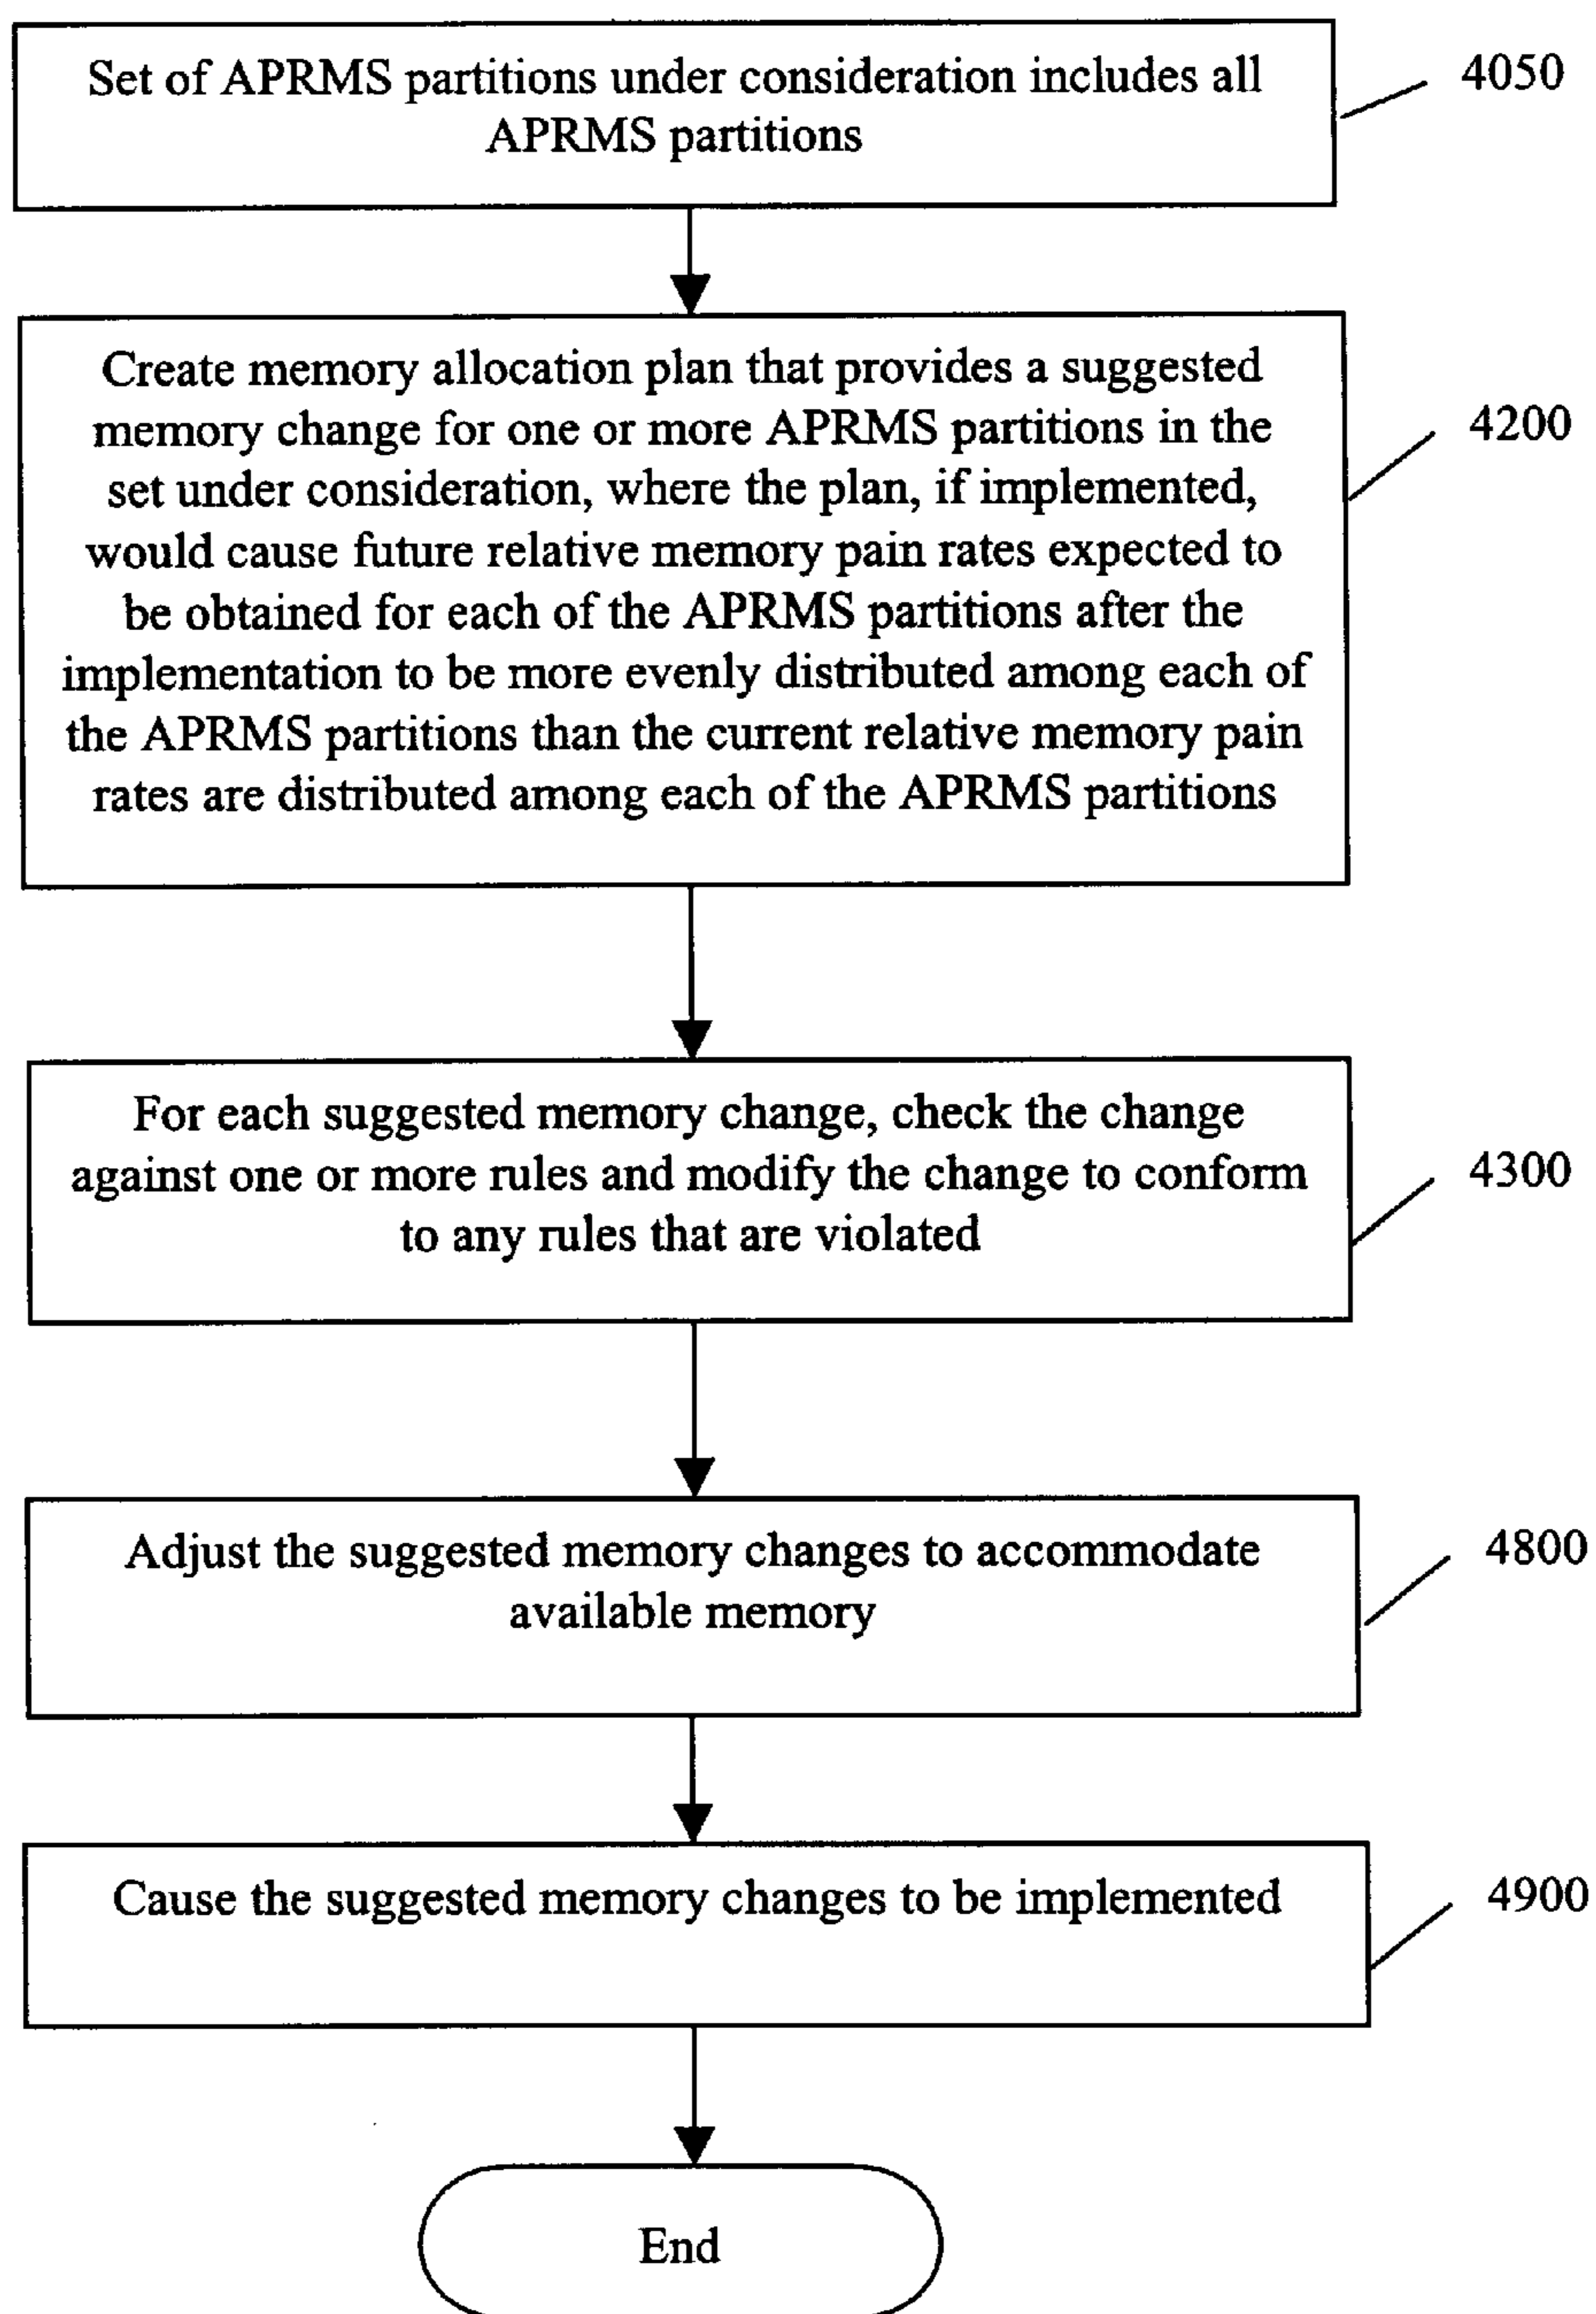 Set of APRMS partitions under consideration includes all
APRMS partitions
4050
Create memory allocation plan that provides a suggested
memory change for one or more APRMS partitions in the
set under consideration, where the plan, if implemented,
would cause future relative memory pain rates expected to
be obtained for each of the APRMS partitions after the
implementation to be more evenly distributed among each of
the APRMS partitions than the current relative memory pain
rates are distributed among each of the APRMS partitions
4200
For each suggested memory change, check the change
against one or more rules and modify the change to conform
to any rules that are violated
4300
Adjust the suggested memory changes to accommodate
available memory
4800
Cause the suggested memory changes to be implemented
4900
End